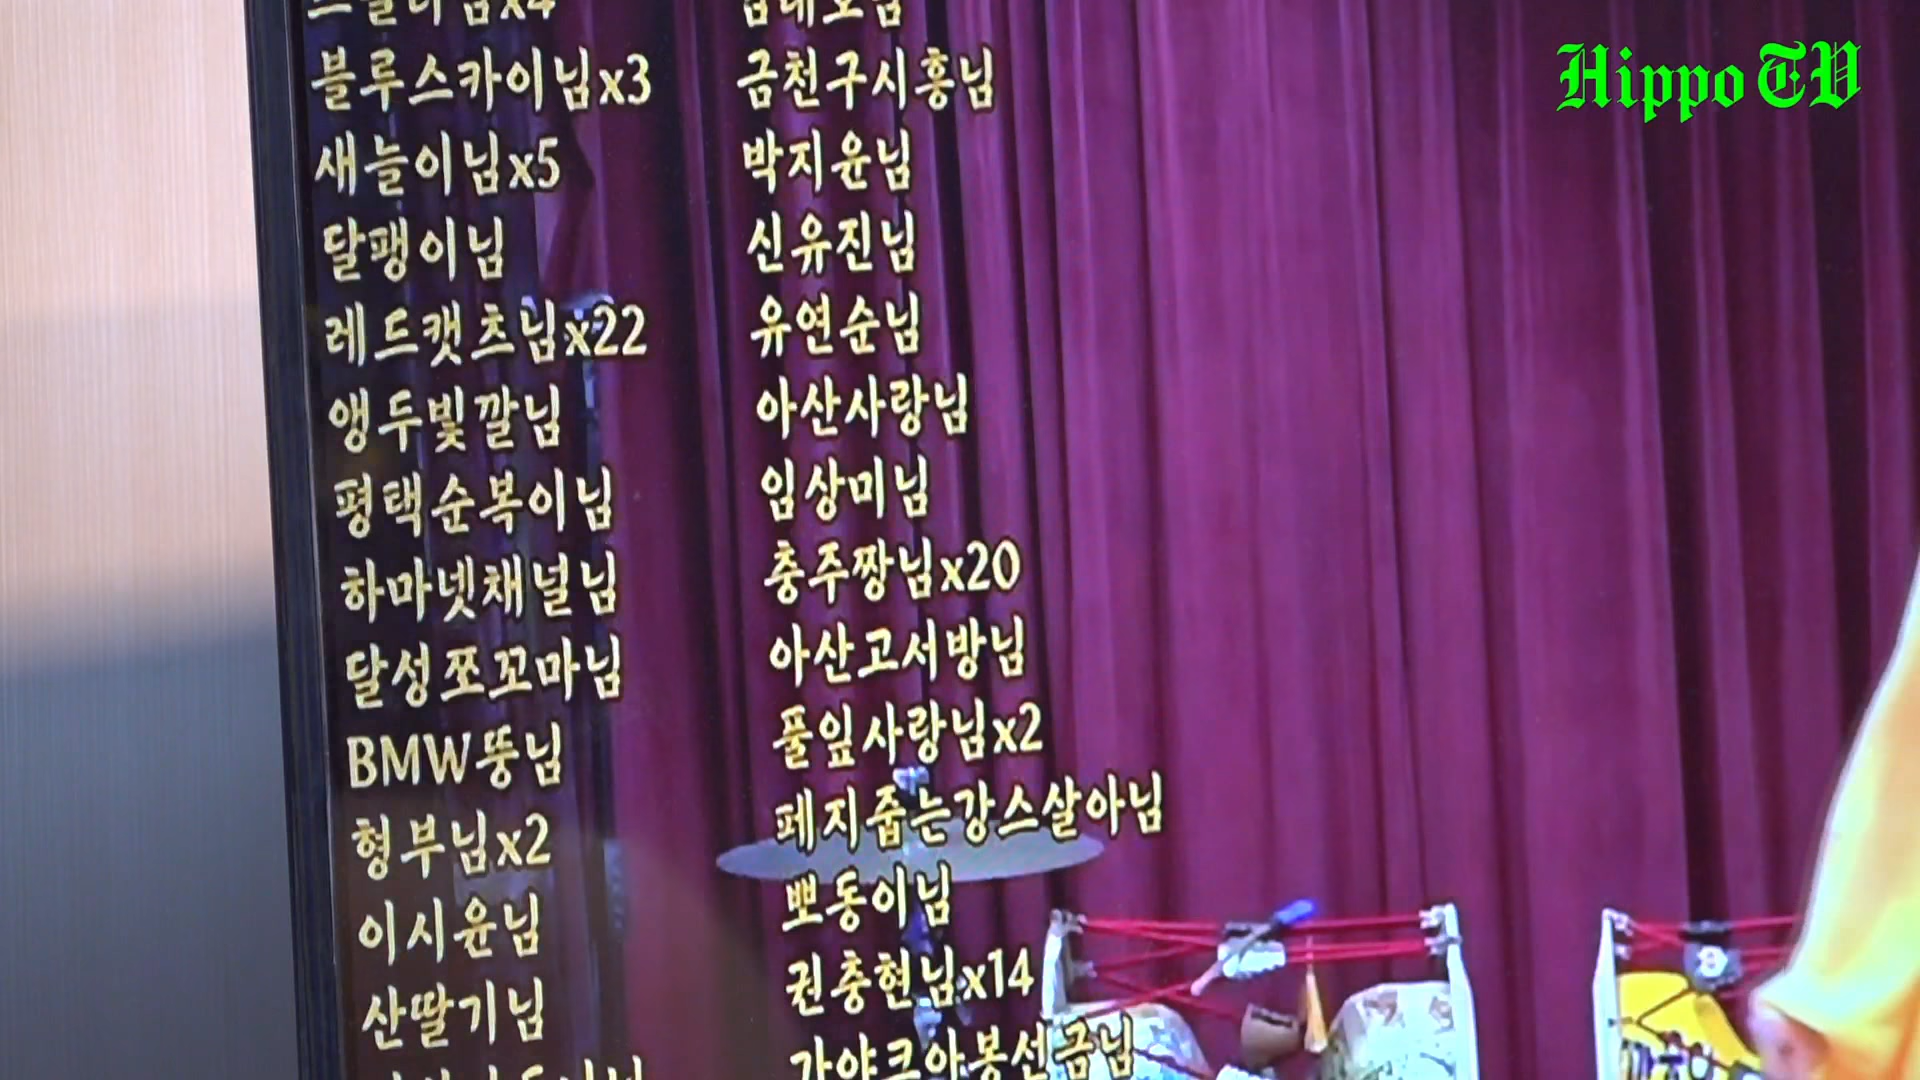 블루스카이님x3
새늘이님x5
달팽이님
레드캣츠님x22
앵두빛깔님
평택순복이님
하마넷채널님
달성쪼꼬마님
BMW뚱님
형부님x2
이시윤님
산딸기님
금천구시흥님
박지윤님
신유진님
유연순님
아산사랑님
임상미님
충주짱님x20
아산고서방님
풀잎사랑님x2
페지줍는강스살아님
뽀동이님
권충현님x14
Hippo TV